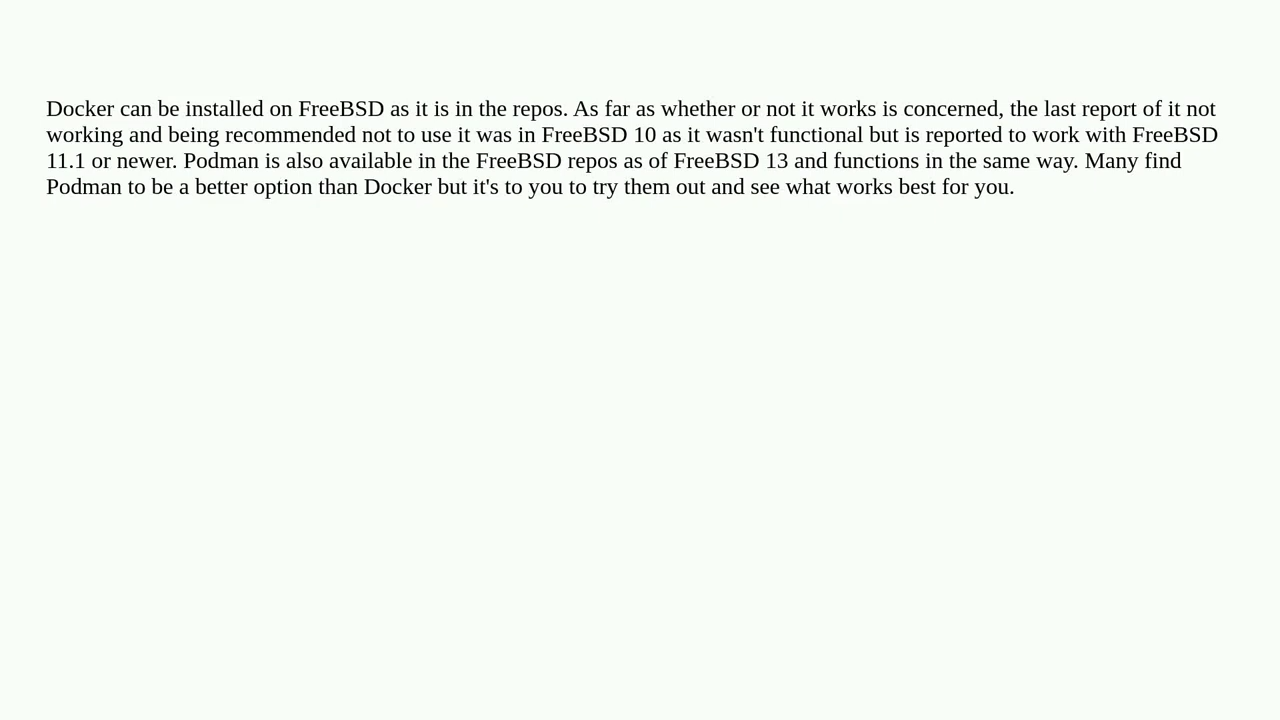 Docker can be installed on FreeBSD as it is in the repos. As far as whether or not it works is concerned, the last report of it not
working and being recommended not to use it was in FreeBSD 10 as it wasn't functional but is reported to work with FreeBSD
11.1 or newer. Podman is also available in the FreeBSD repos as of FreeBSD 13 and functions in the same way. Many find
Podman to be a better option than Docker but it's to you to try them out and see what works best for you.